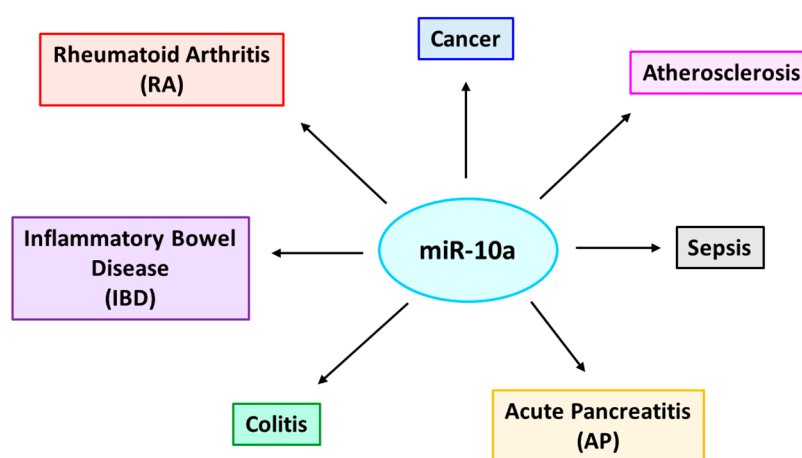 Cancer
Rheumatoid Arthritis
(RA)
Atherosclerosis
Inflammatory Bowel
Disease
(IBD)
miR-10a
Sepsis
Colitis
Acute Pancreatitis
(AP)